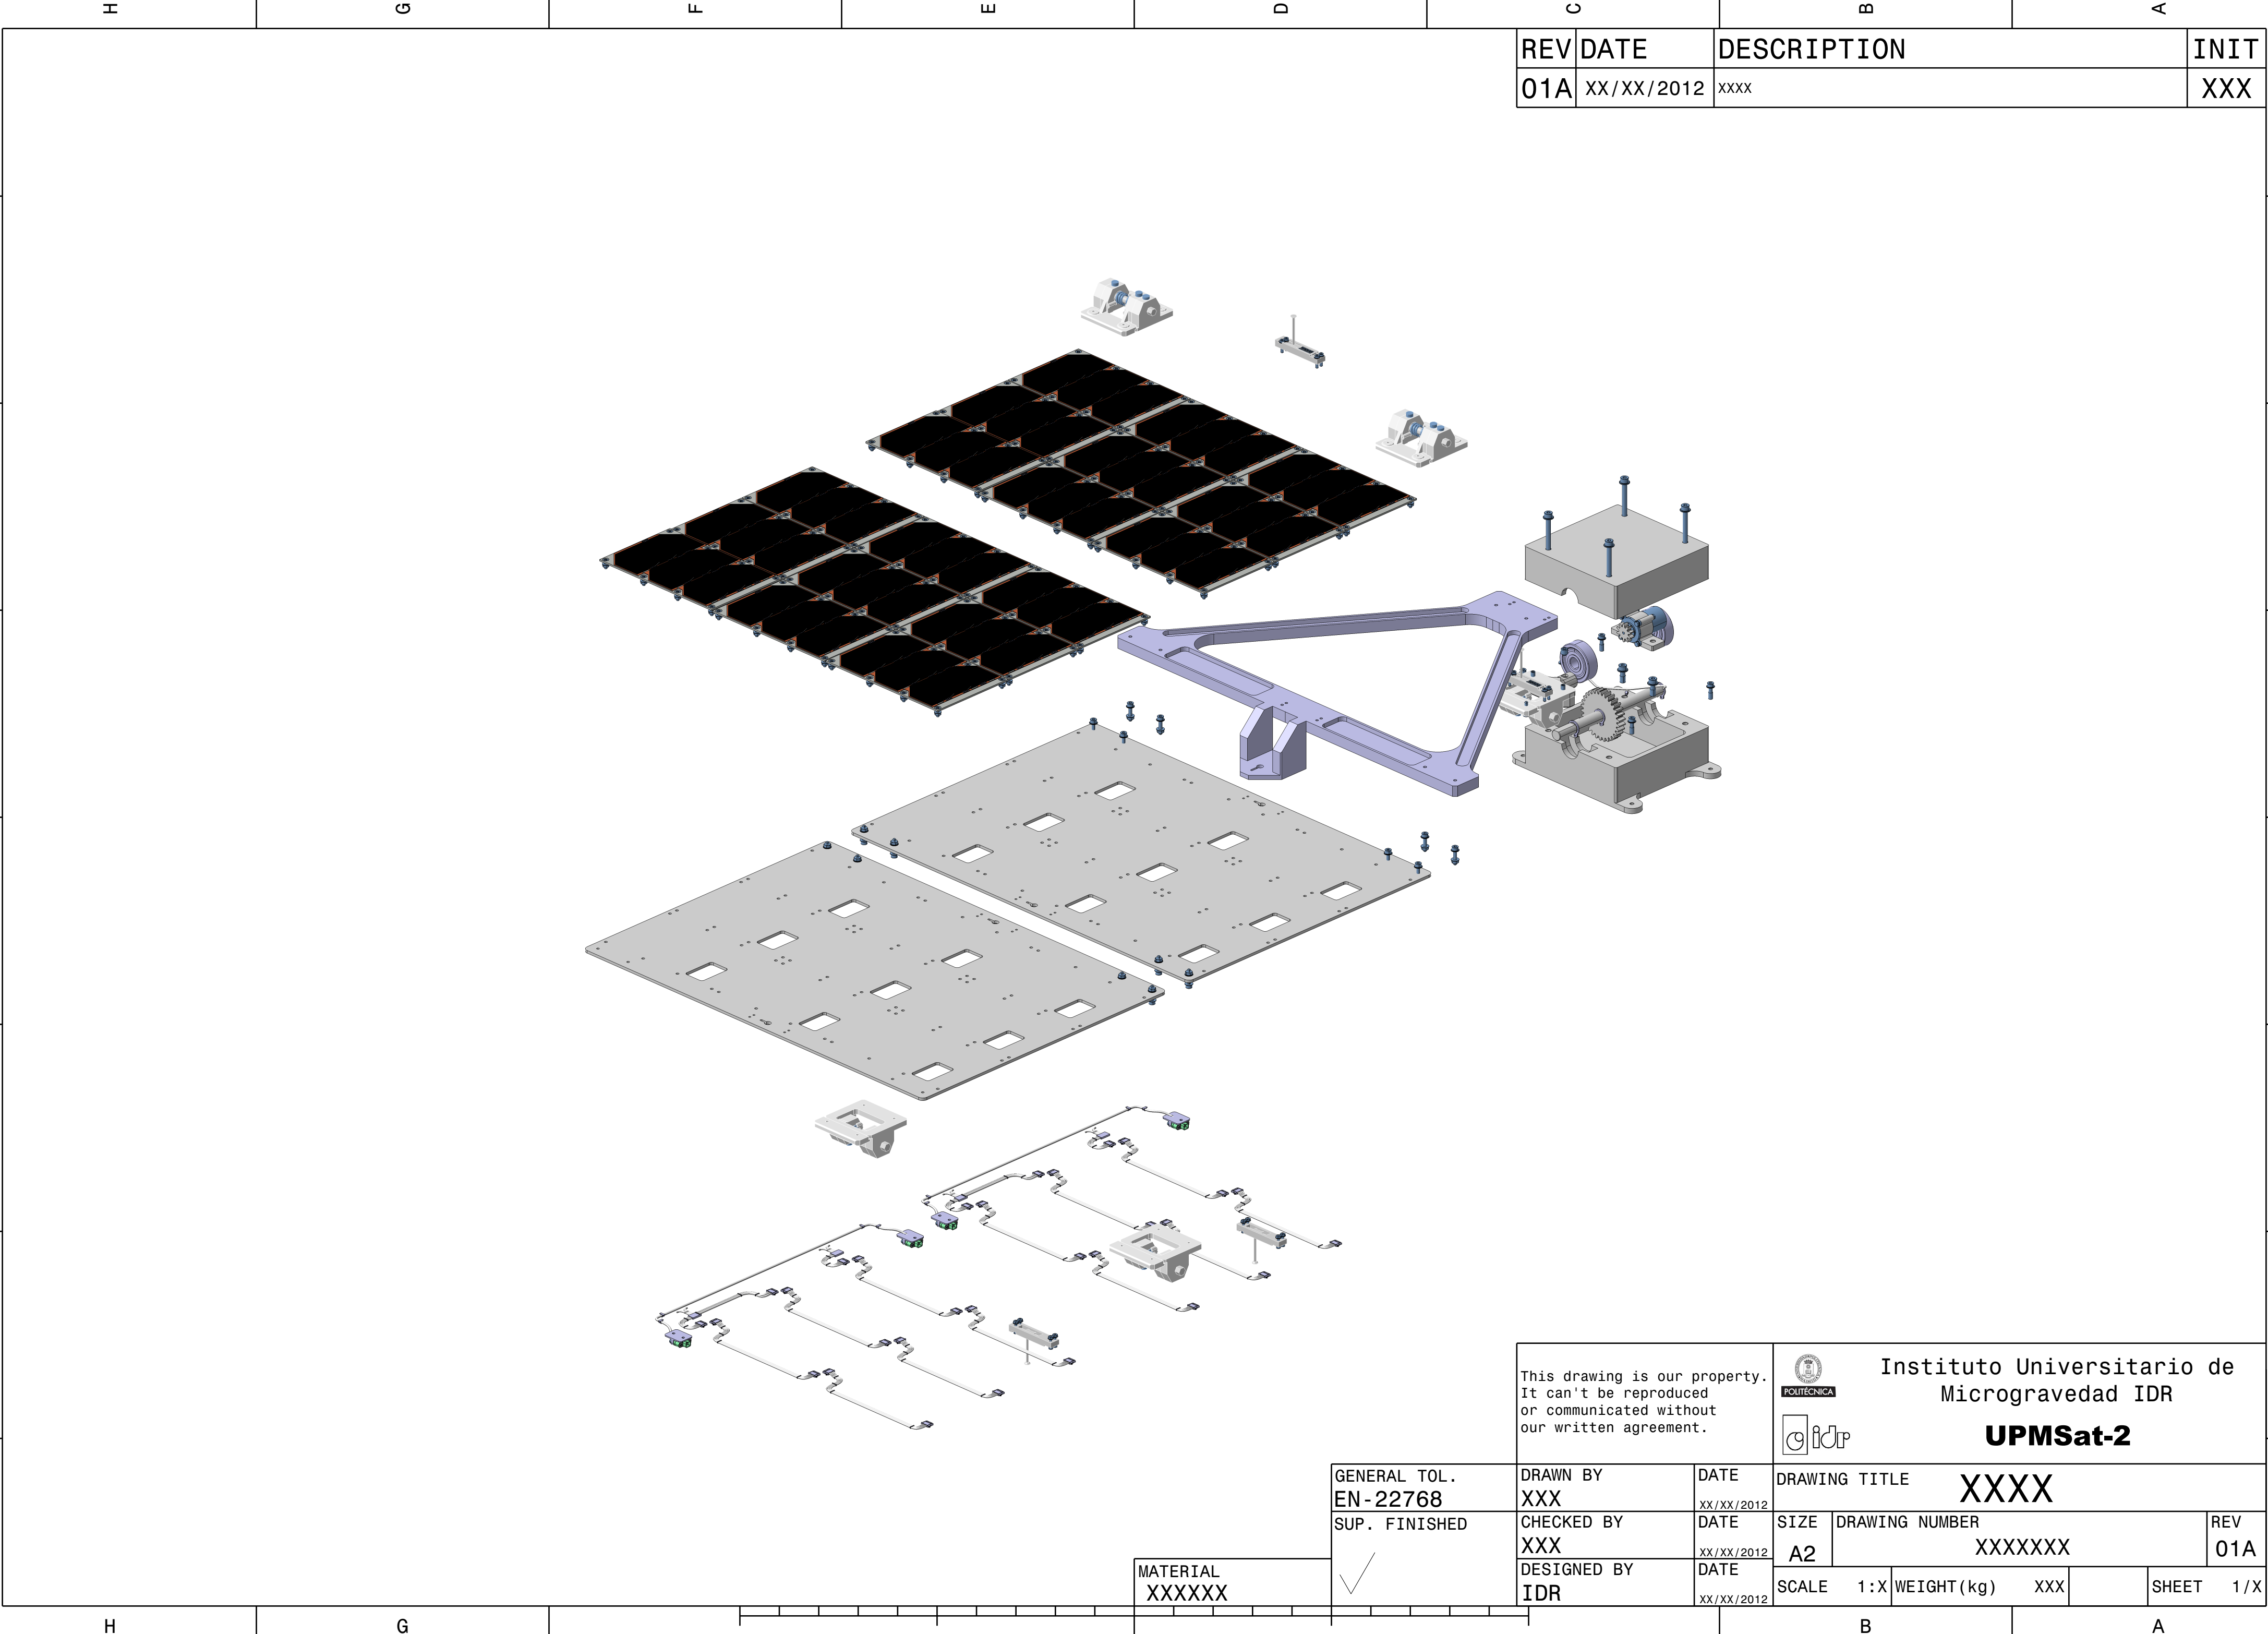 H G F E D C B A
REV DATE DESCRIPTION INIT
01A XX/XX/2012 XXXX XXX
This drawing is our property.
It can't be reproduced
or communicated without
our written agreement.
POLITÉCNICA
idr
Instituto Universitario de
Microgravedad IDR
UPMSat-2
GENERAL TOL.
EN-22768
SUP. FINISHED
MATERIAL
XXXXXX
DRAWN BY
XXX
DATE
XX/XX/2012
CHECKED BY
XXX
DATE
XX/XX/2012
DESIGNED BY
IDR
DATE
XX/XX/2012
DRAWING TITLE XXXX
SIZE
A2
DRAWING NUMBER
XXXXXXX
REV
01A
SCALE 1:X WEIGHT(kg) XXX SHEET 1/X
H G B A